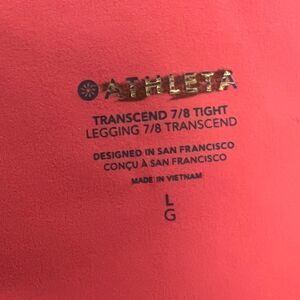 ATHLETA
TRANSCEND 7/8 TIGHT
LEGGING 7/8 TRANSCEND
DESIGNED IN SAN FRANCISCO
CONÇU À SAN FRANCISCO
MADE IN VIETNAM
L
G